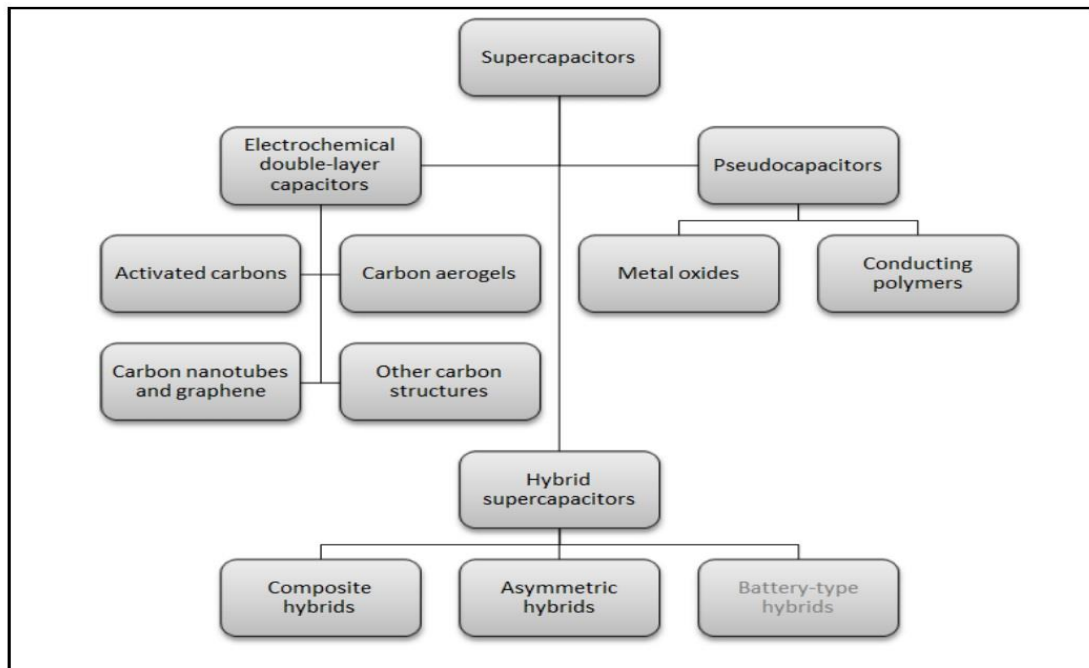 Supercapacitors
Electrochemical
double-layer
capacitors
Pseudocapacitors
Activated carbons
Carbon aerogels
Metal oxides
Conducting
polymers
Carbon nanotubes
and graphene
Other carbon
structures
Hybrid
supercapacitors
Composite
hybrids
Asymmetric
hybrids
Battery-type
hybrids